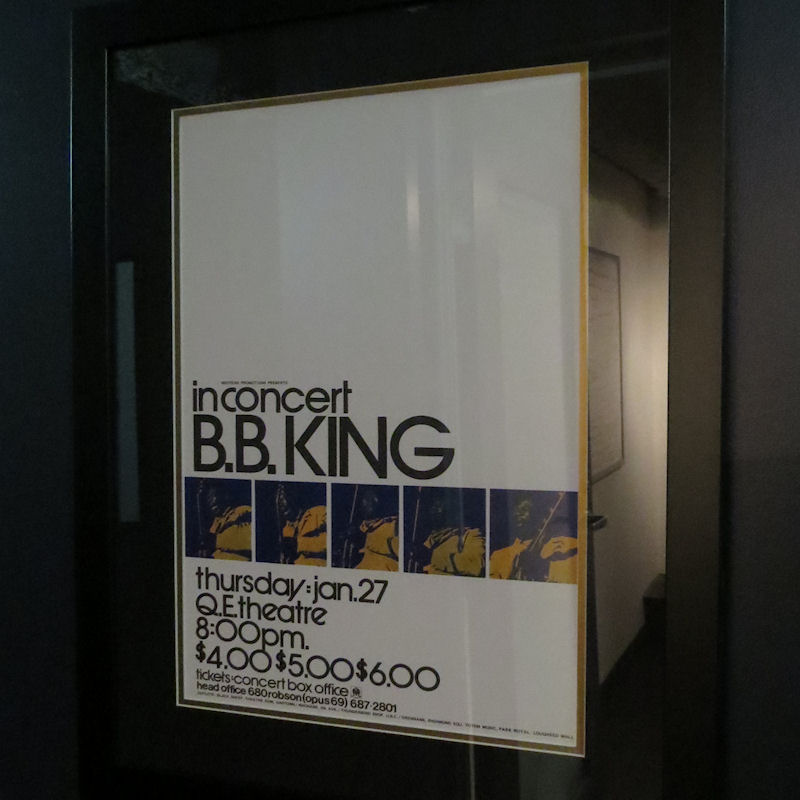 in concert
B.B. KING
thursday:jan.27
Q.E.theatre
8:00pm.
$4.00 $5.00 $6.00
tickets:concert box office
head office 680 robson (opus 69) 687-2801